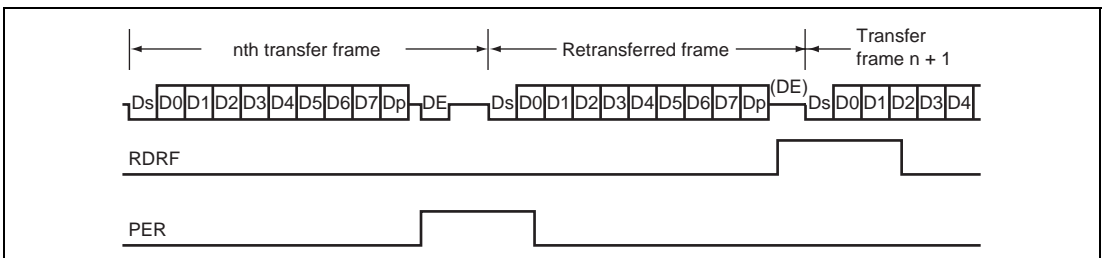 nth transfer frame Retransferred frame Transfer
frame n + 1
Ds D0 D1 D2 D3 D4 D5 D6 D7 Dp DE Ds D0 D1 D2 D3 D4 D5 D6 D7 Dp (DE) Ds D0 D1 D2 D3 D4
RDRF
PER